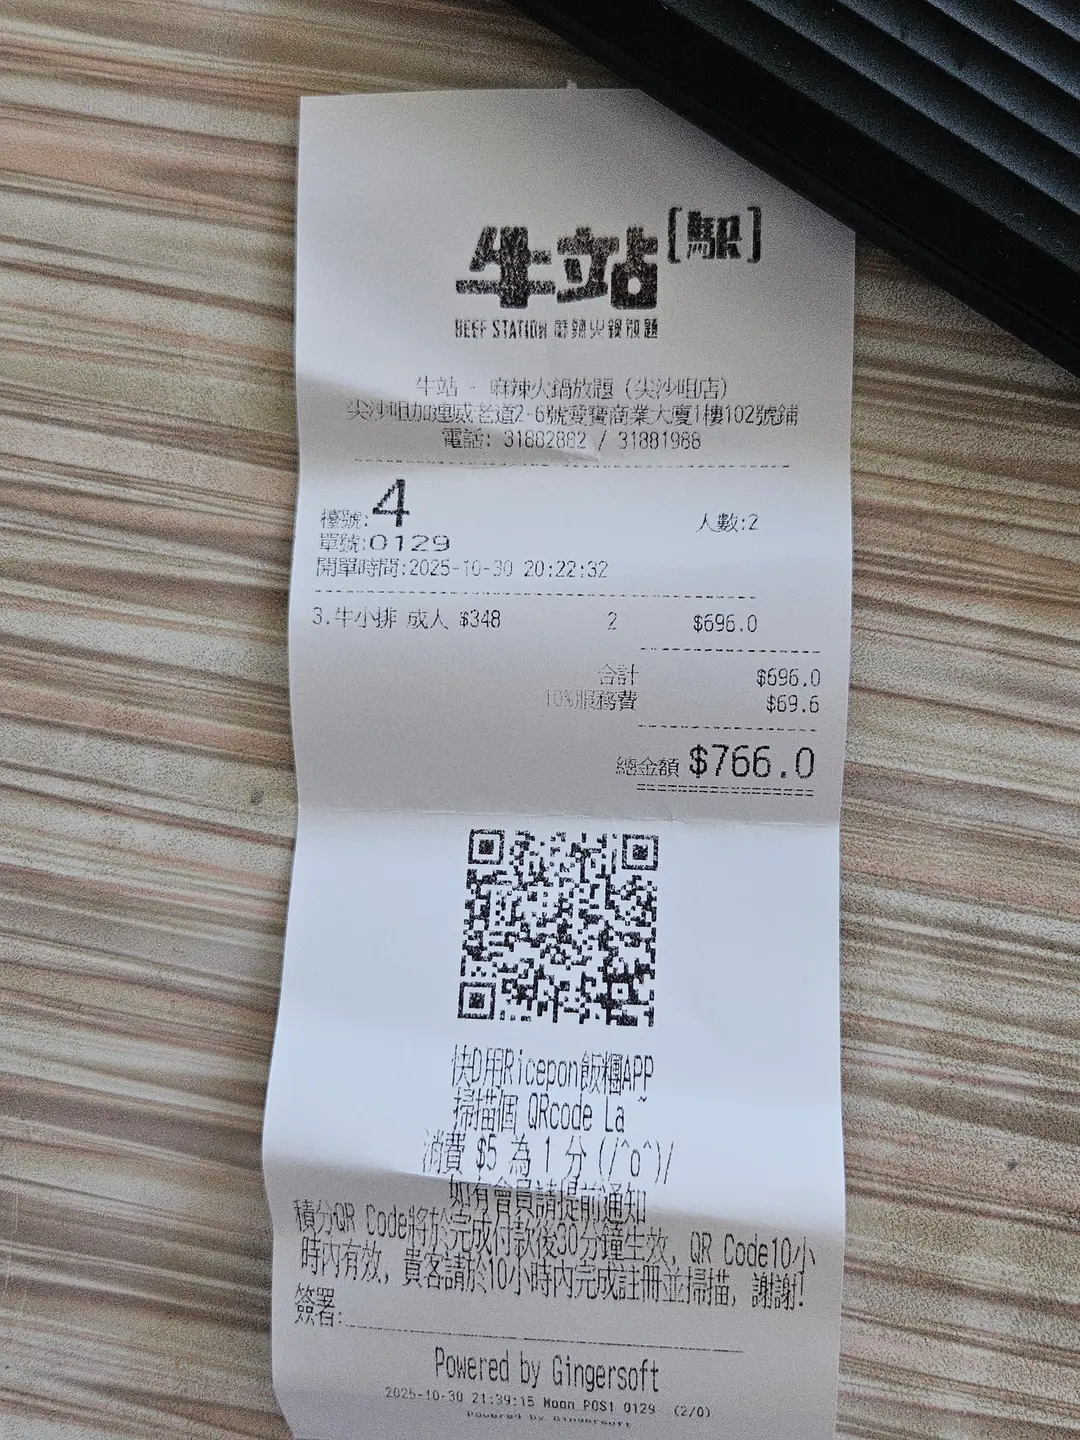 牛站[駅]
BEEF STATION 麻辣火鍋放題
牛站 - 麻辣火鍋放題 (尖沙咀店)
尖沙咀加連威老道2-6號愛賓商業大廈1樓102號鋪
電話: 31882882 / 31881988
檯號:4 人數:2
單號:0129
開單時間:2025-10-30 20:22:32
3.牛小排 成人 $348 2 $696.0
合計 $696.0
10%服務費 $69.6
總金額 $766.0
快D用Ricepon飯糰APP
掃描個 QRcode La~
消費 $5 為 1 分 (/^o^)/
如有會員請提前通知
積分QR Code將於完成付款後30分鐘生效, QR Code10小
時內有效, 貴客請於10小時內完成註冊並掃描, 謝謝!
簽署:
Powered by Gingersoft
2025-10-30 21:39:15 Moon POS1 0129 (2/0)
Powered by Gingersoft